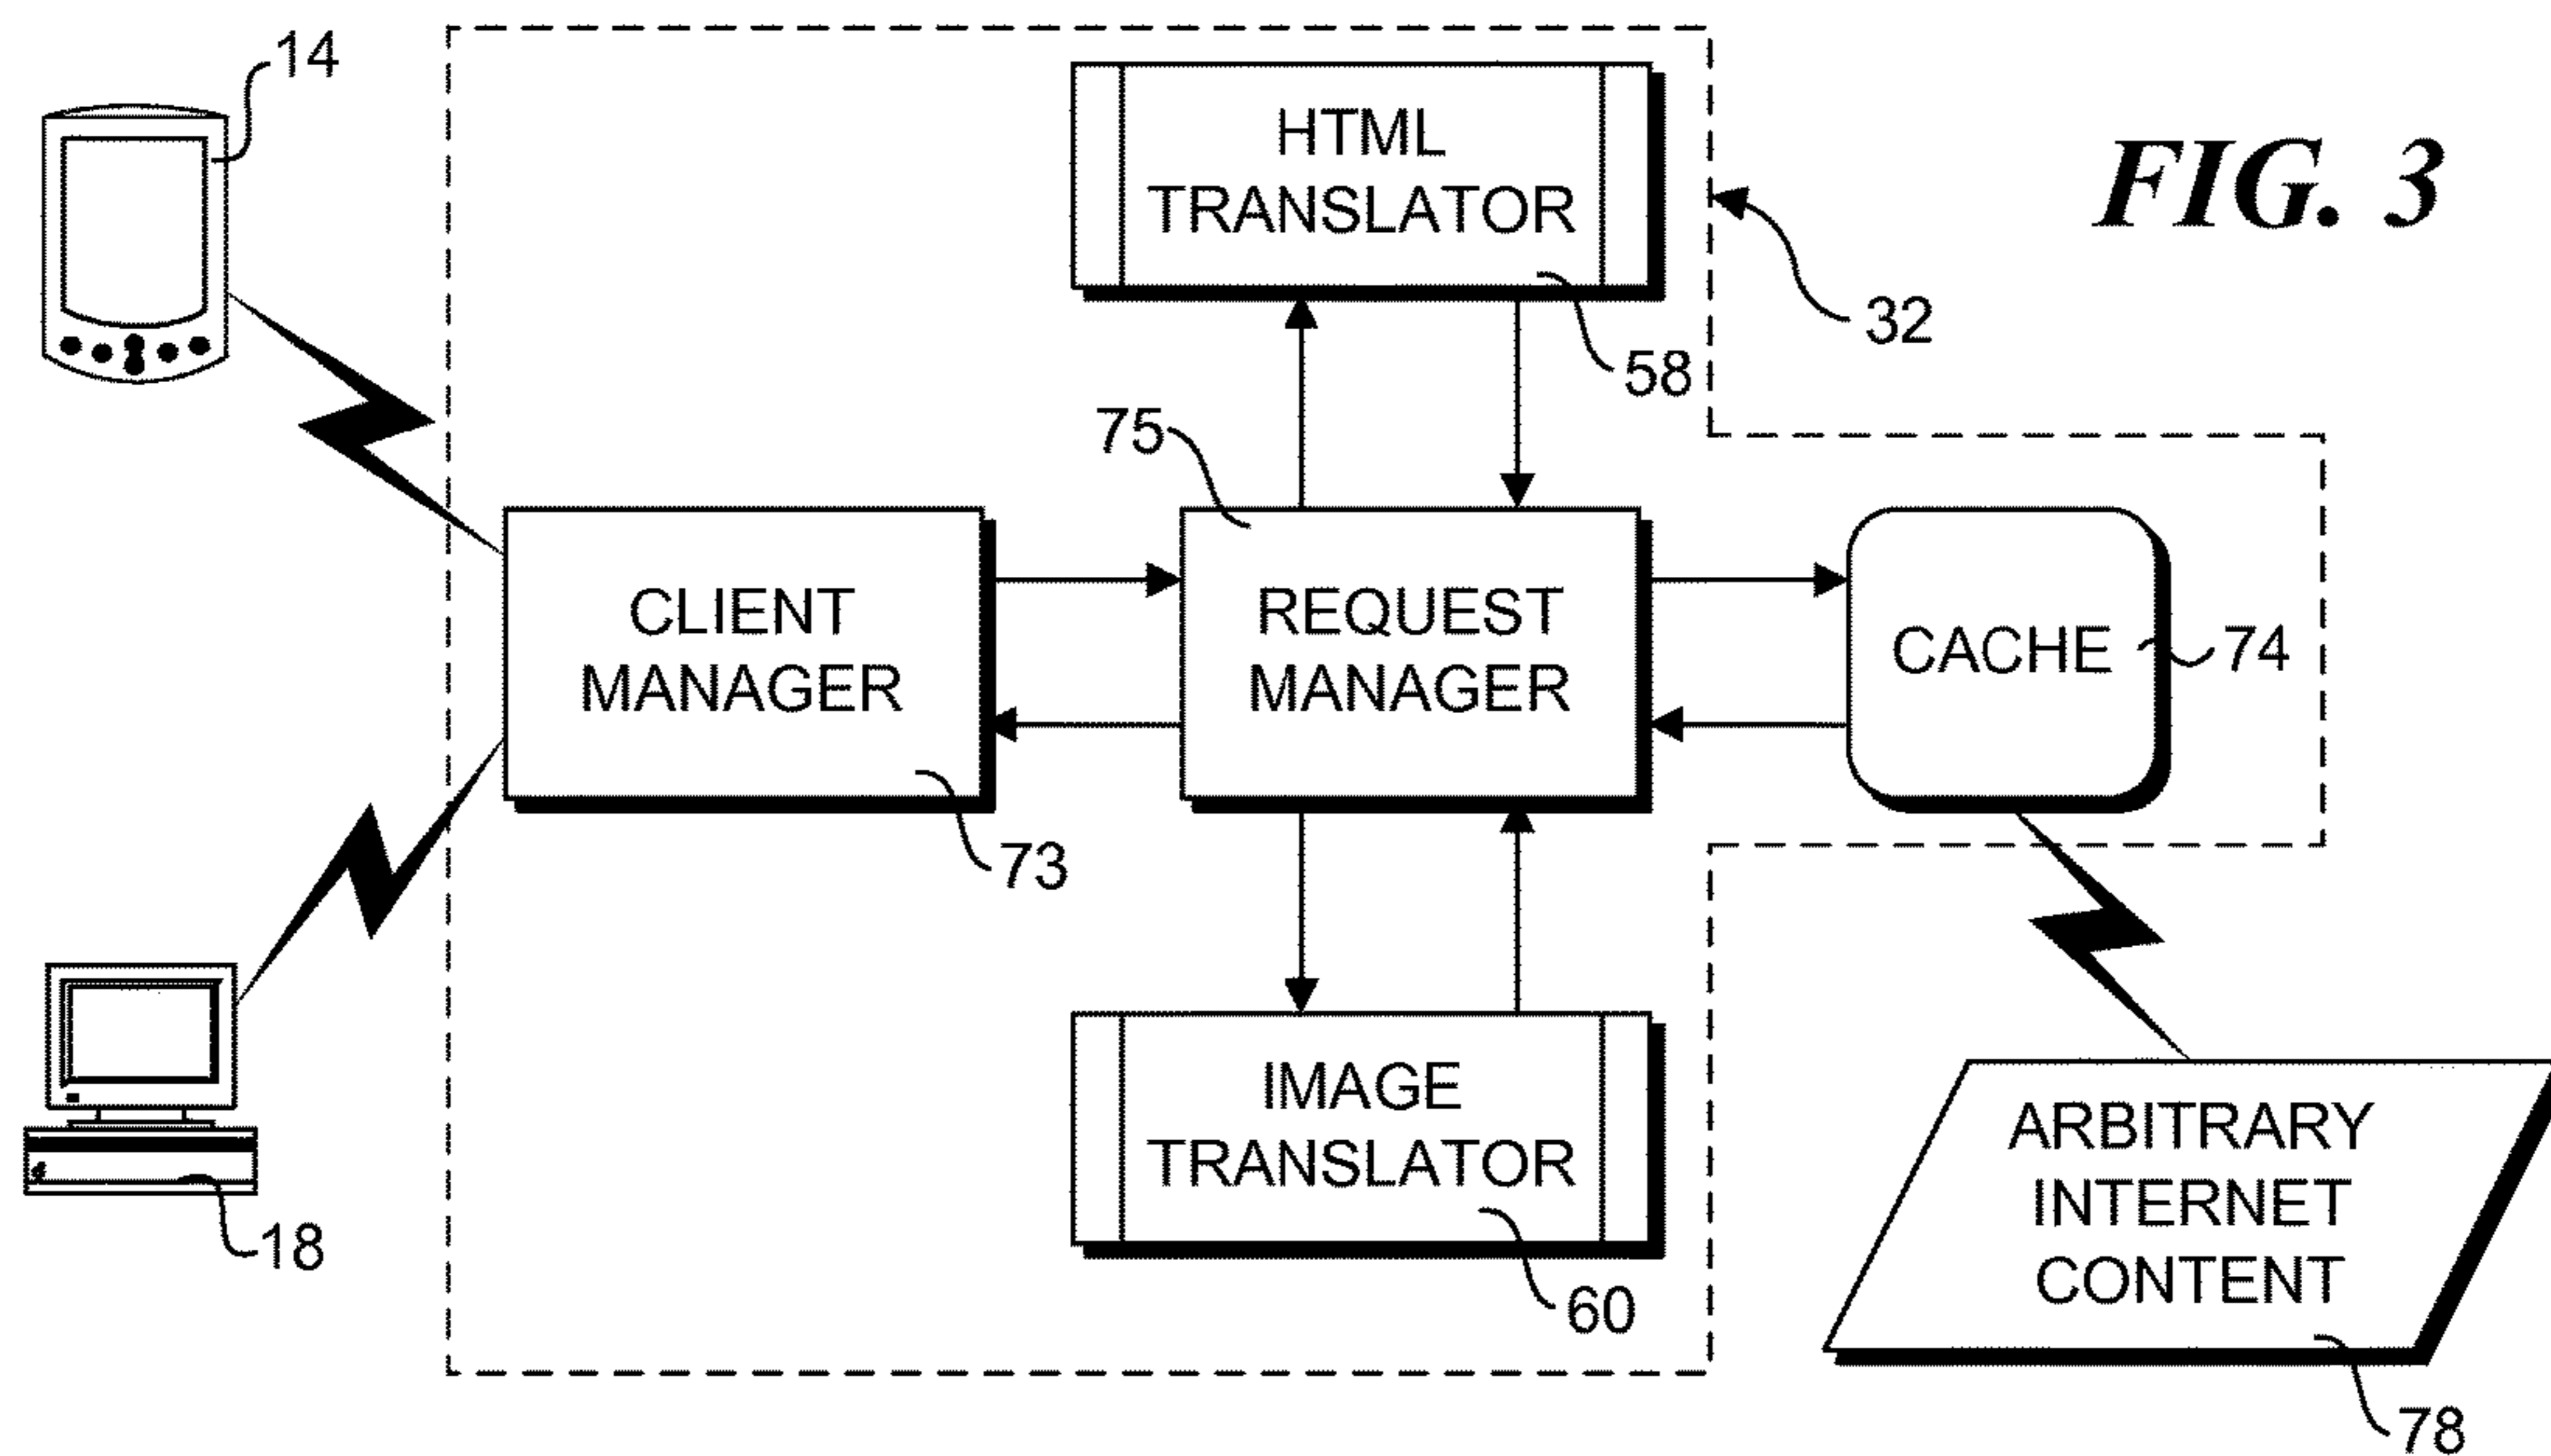 14
HTML
TRANSLATOR
FIG. 3
32
58
75
CLIENT
MANAGER
REQUEST
MANAGER
CACHE
74
73
IMAGE
TRANSLATOR
18
60
ARBITRARY
INTERNET
CONTENT
78